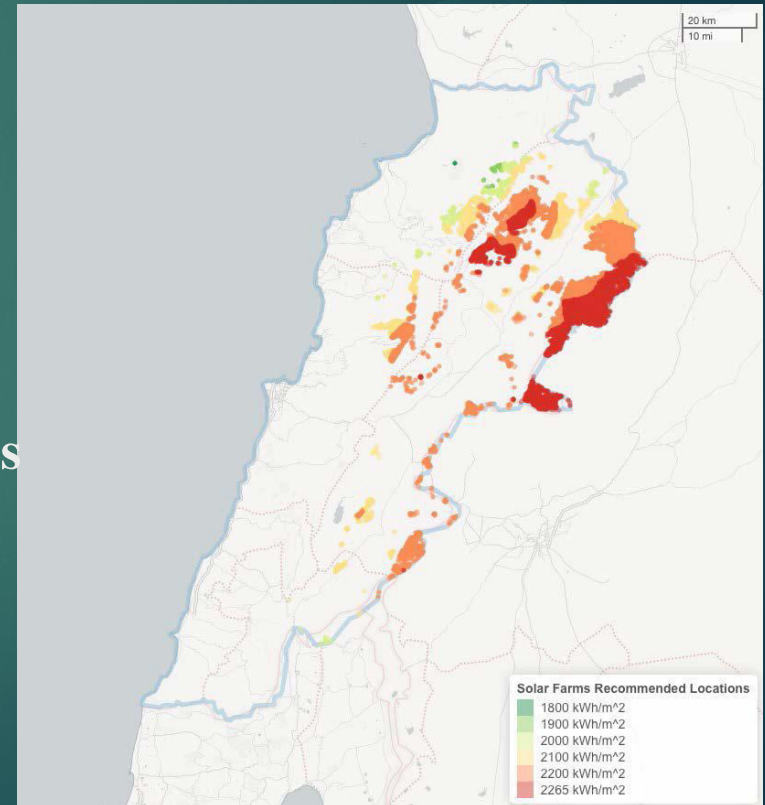 20 km
10 mi
s
Solar Farms Recommended Locations
1800 kWh/m^2
1900 kWh/m^2
2000 kWh/m^2
2100 kWh/m^2
2200 kWh/m^2
2265 kWh/m^2